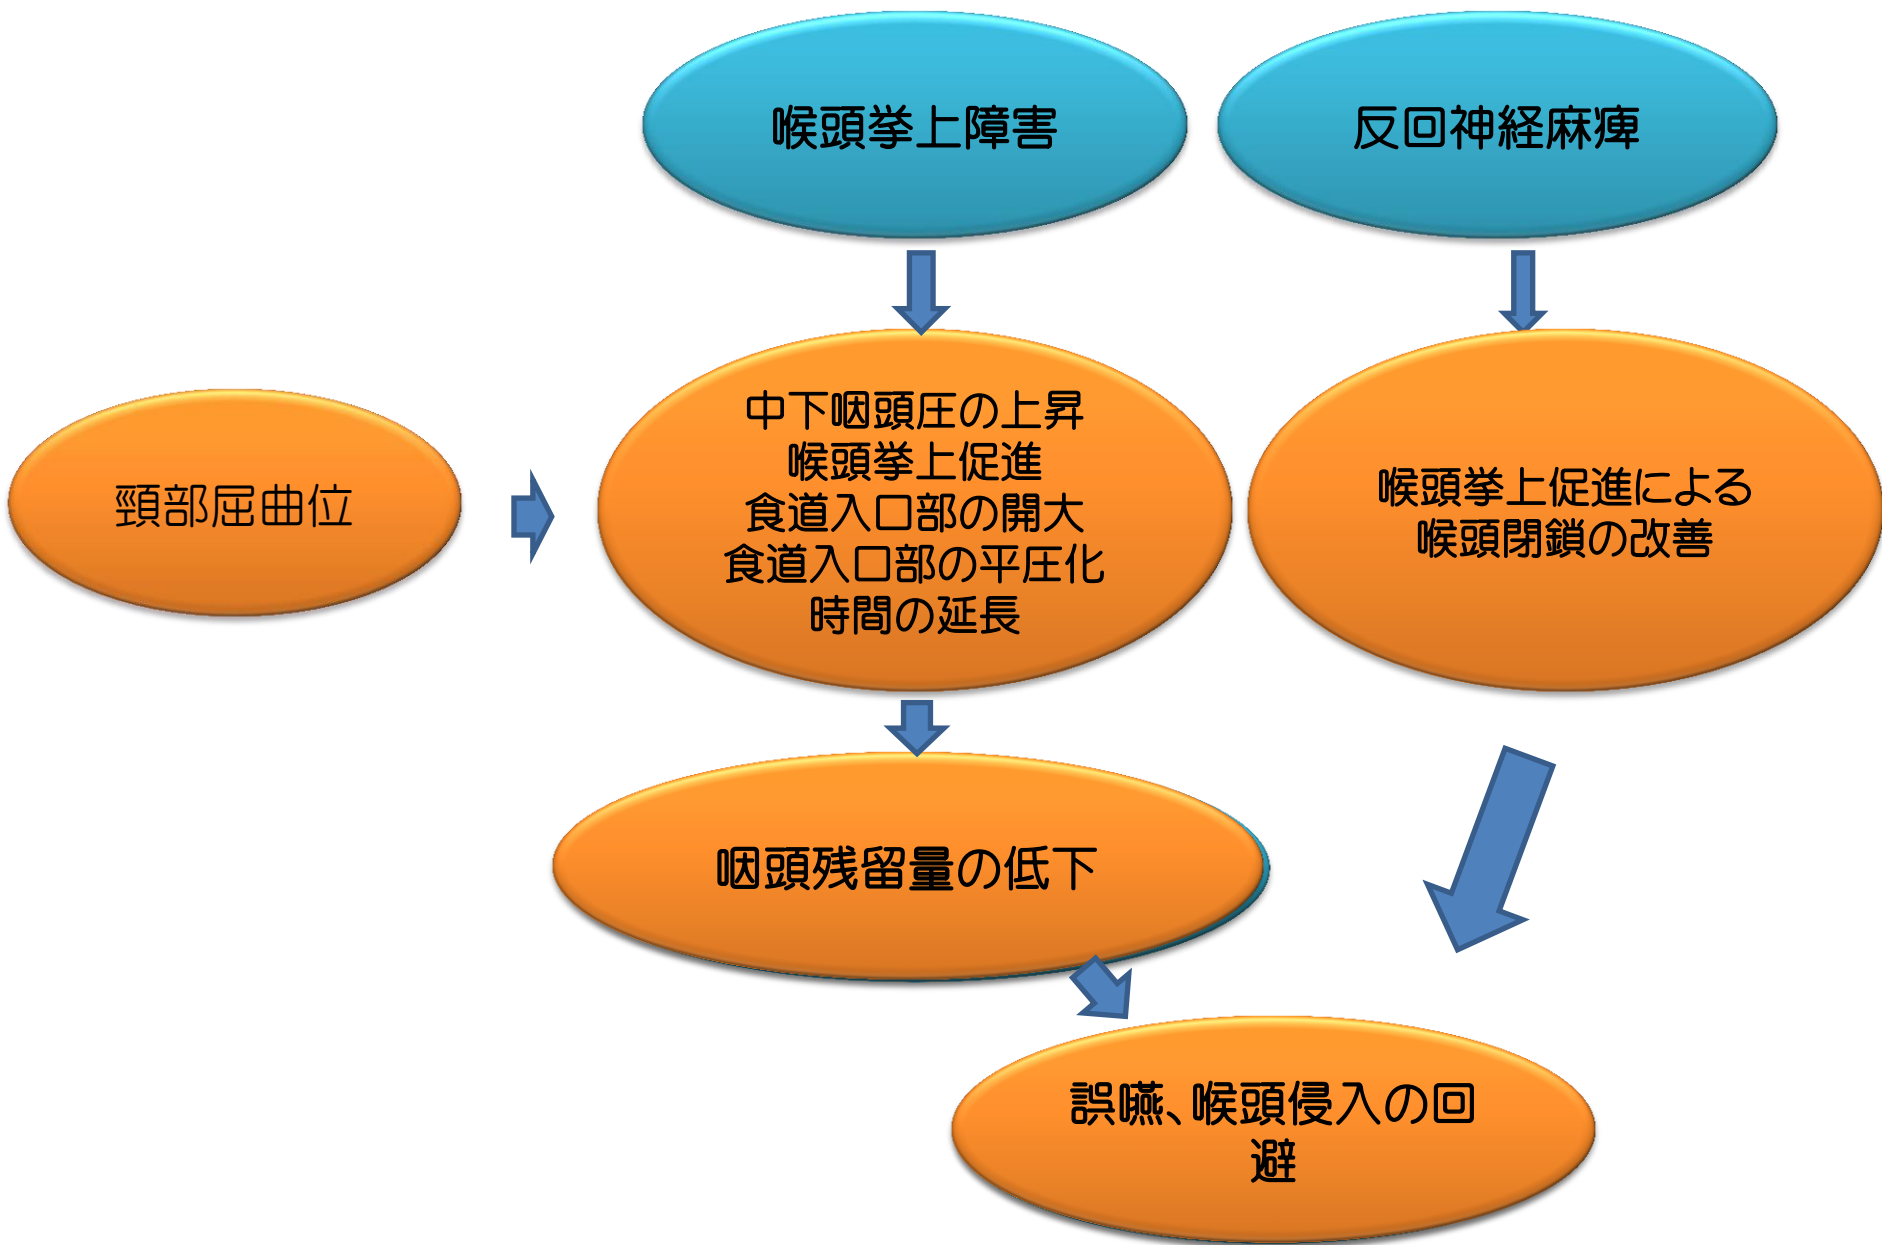 喉頭挙上障害
反回神経麻痺
頸部屈曲位
中下咽頭圧の上昇
喉頭挙上促進
食道入口部の開大
食道入口部の平圧化
時間の延長
喉頭挙上促進による
喉頭閉鎖の改善
咽頭残留量の低下
誤嚥、喉頭侵入の回
避